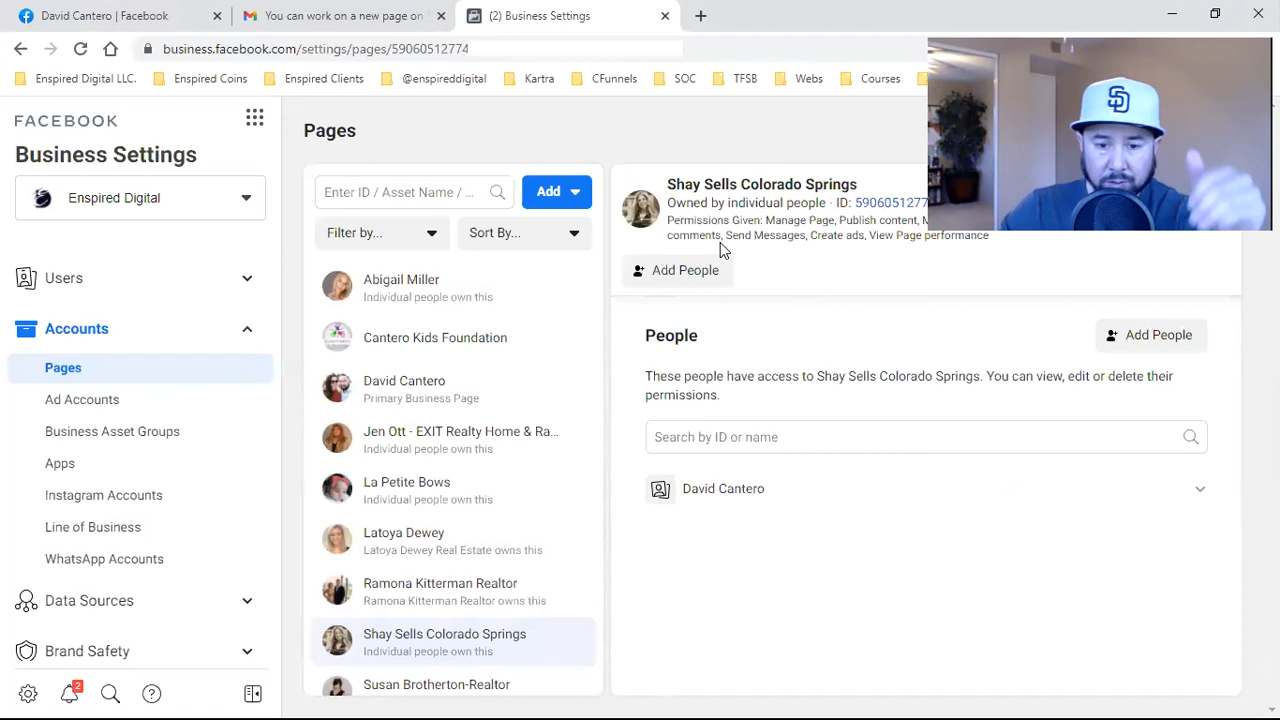 David Cantero | Facebook
You can work on a new page on
(2) Business Settings
business.facebook.com/settings/pages/59060512774
Enspired Digital LLC.
Enspired Coins
Enspired Clients
@enspireddigital
Kartra
CFunnels
SOC
TFSB
Webs
Courses
FACEBOOK
Business Settings
Enspired Digital
Users
Accounts
Pages
Ad Accounts
Business Asset Groups
Apps
Instagram Accounts
Line of Business
WhatsApp Accounts
Data Sources
Brand Safety
2
Pages
Enter ID / Asset Name / ...
Add
Filter by...
Sort By...
Abigail Miller
Individual people own this
Cantero Kids Foundation
David Cantero
Primary Business Page
Jen Ott - EXIT Realty Home & Ra...
Individual people own this
La Petite Bows
Individual people own this
Latoya Dewey
Latoya Dewey Real Estate owns this
Ramona Kitterman Realtor
Ramona Kitterman Realtor owns this
Shay Sells Colorado Springs
Individual people own this
Susan Brotherton-Realtor
Shay Sells Colorado Springs
Owned by individual people · ID: 5906051277
Permissions Given: Manage Page, Publish content, M
comments, Send Messages, Create ads, View Page performance
Add People
People
Add People
These people have access to Shay Sells Colorado Springs. You can view, edit or delete their
permissions.
Search by ID or name
David Cantero
SD